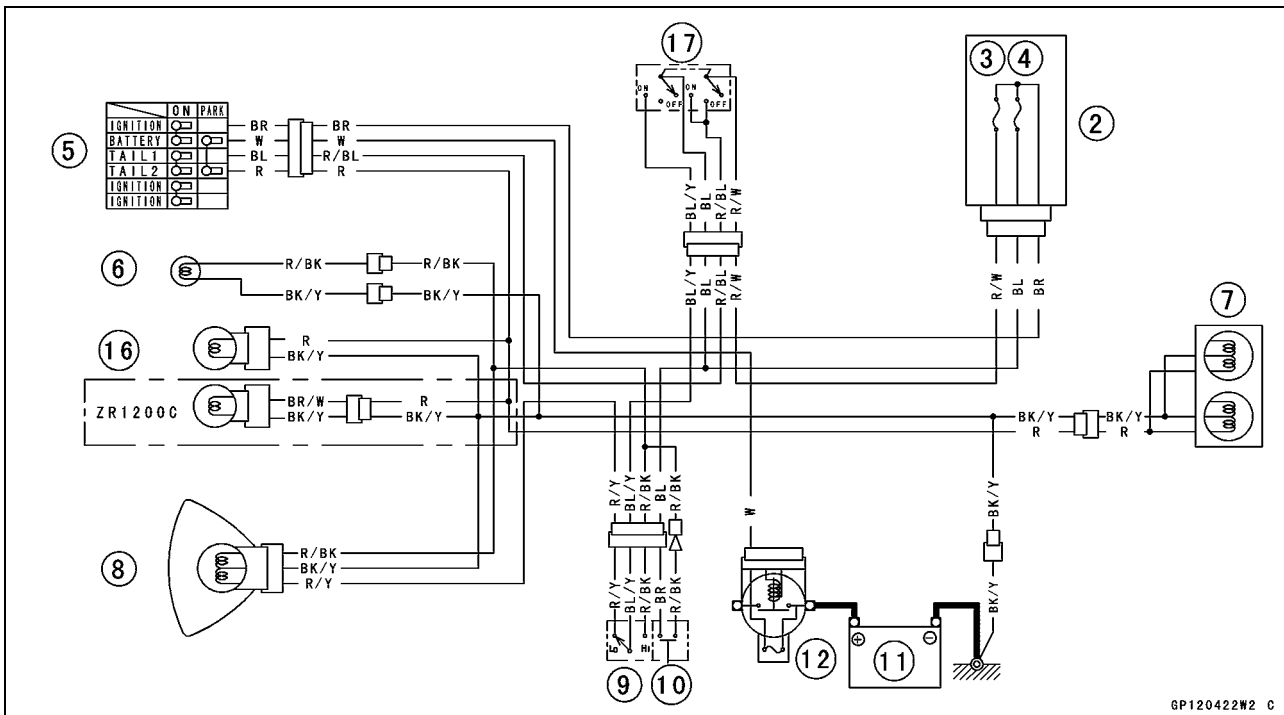 17
ON
OFF
ON
OFF
3
4
2
5
ON PARK
IGNITION
BATTERY
TAIL1
TAIL2
IGNITION
IGNITION
BR BR
W W
BL R/BL
R R
BL/Y
BL
R/BL
R/W
BL/Y
BL
R/BL
R/W
R/W
BL
BR
6
R/BK R/BK
BK/Y BK/Y
7
16
R
BK/Y
ZR1200C
BR/W R
BK/Y BK/Y
BK/Y BK/Y
R R
R/Y
BL/Y
R/BK
BL
R/BK
W
BK/Y
8
R/BK
BK/Y
R/Y
R/Y
BL/Y
R/BK
BR
R/BK
BK/Y
Lo
Hi
9
10
12
+
−
11
GP120422W2 C